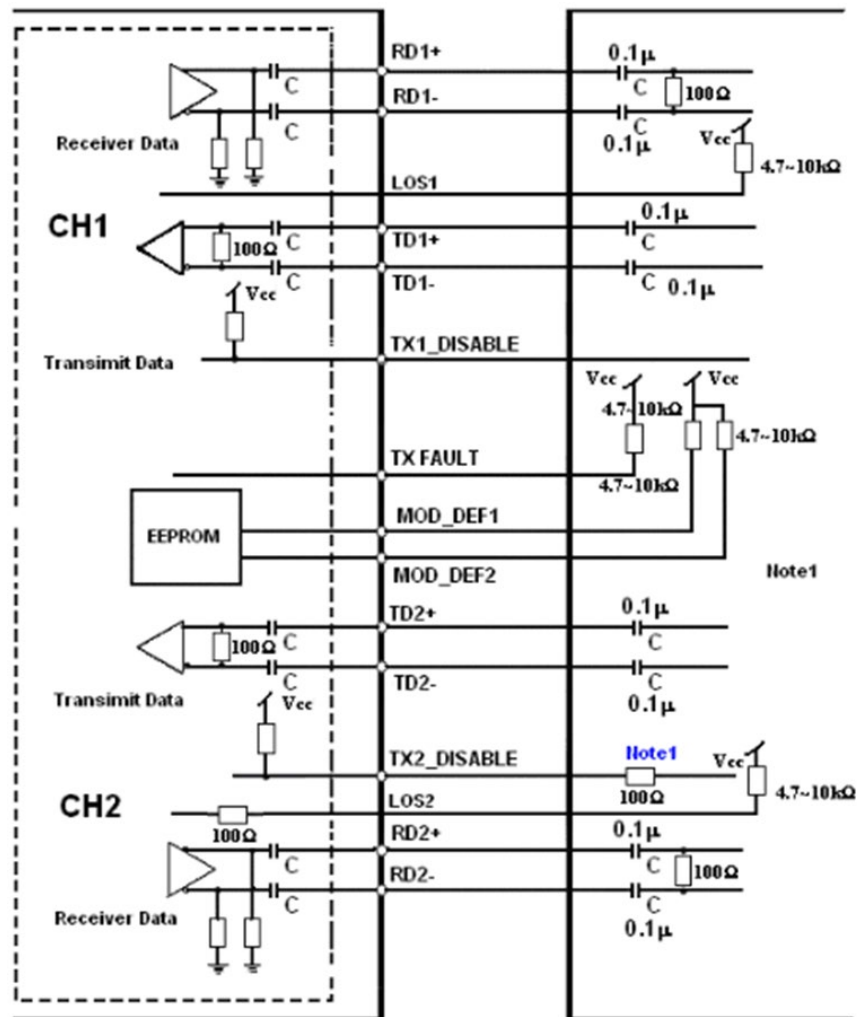 RD1+
0.1μ
C
C
100Ω
RD1-
C
C
0.1μ
Vcc
Receiver Data
4.7~10kΩ
LOS1
CH1
0.1μ
100Ω
C
TD1+
C
C
TD1-
C
0.1μ
Vcc
TX1_DISABLE
Transimit Data
Vcc
Vcc
4.7~10kΩ
4.7~10kΩ
TX FAULT
4.7~10kΩ
EEPROM
MOD_DEF1
MOD_DEF2
Note1
TD2+
0.1μ
100Ω
C
C
C
TD2-
C
Transimit Data
Vcc
0.1μ
TX2_DISABLE
Note1
Vcc
100Ω
4.7~10kΩ
CH2
LOS2
100Ω
RD2+
0.1μ
C
C
100Ω
RD2-
C
C
Receiver Data
0.1μ